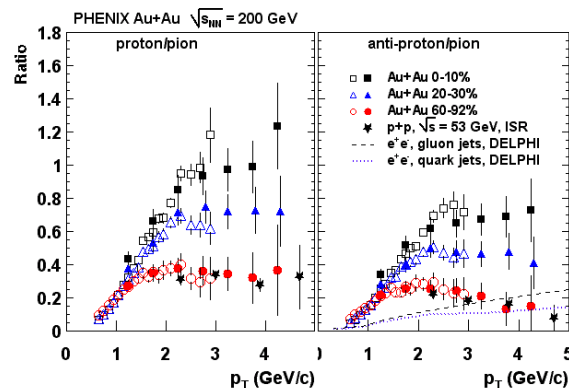 PHENIX Au+Au √s_NN = 200 GeV
proton/pion
anti-proton/pion
Ratio
1.8
1.6
1.4
1.2
1
0.8
0.6
0.4
0.2
0
Au+Au 0-10%
Au+Au 20-30%
Au+Au 60-92%
p+p, √s = 53 GeV, ISR
e⁺e⁻, gluon jets, DELPHI
e⁺e⁻, quark jets, DELPHI
0 1 2 3 4
0 1 2 3 4 5
p_T (GeV/c)
p_T (GeV/c)